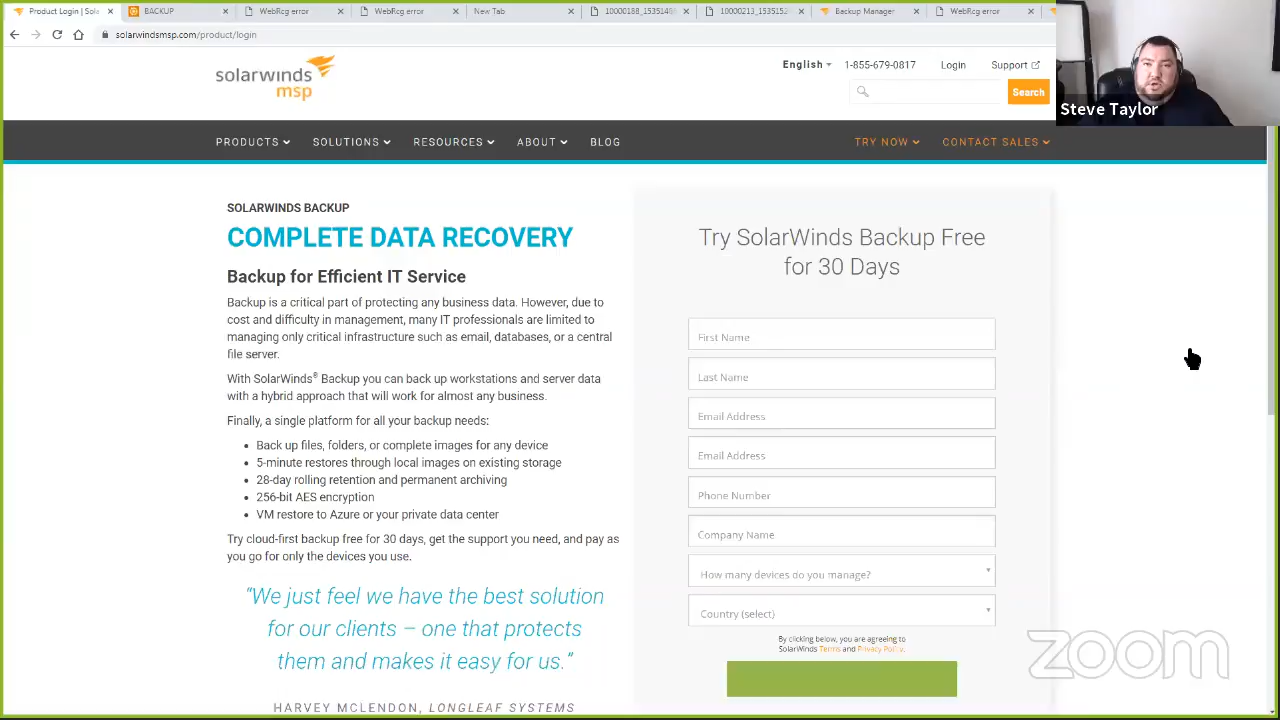 Product Login | Sola
BACKUP
WebRcg error
WebRcg error
New Tab
Backup Manager
WebRcg error
solarwindsmsp.com/product/login
solarwinds
msp
English
1-855-679-0817
Login
Support
Search
Steve Taylor
PRODUCTS
SOLUTIONS
RESOURCES
ABOUT
BLOG
TRY NOW
CONTACT SALES
SOLARWINDS BACKUP
COMPLETE DATA RECOVERY
Backup for Efficient IT Service
Backup is a critical part of protecting any business data. However, due to
cost and difficulty in management, many IT professionals are limited to
managing only critical infrastructure such as email, databases, or a central
file server.
With SolarWinds® Backup you can back up workstations and server data
with a hybrid approach that will work for almost any business.
Finally, a single platform for all your backup needs:
• Back up files, folders, or complete images for any device
• 5-minute restores through local images on existing storage
• 28-day rolling retention and permanent archiving
• 256-bit AES encryption
• VM restore to Azure or your private data center
Try cloud-first backup free for 30 days, get the support you need, and pay as
you go for only the devices you use.
“We just feel we have the best solution
for our clients – one that protects
them and makes it easy for us.”
HARVEY MCLENDON, LONGLEAF SYSTEMS
Try SolarWinds Backup Free
for 30 Days
First Name
Last Name
Email Address
Email Address
Phone Number
Company Name
How many devices do you manage?
Country (select)
By clicking below, you are agreeing to
SolarWinds Terms and Privacy Policy.
zoom